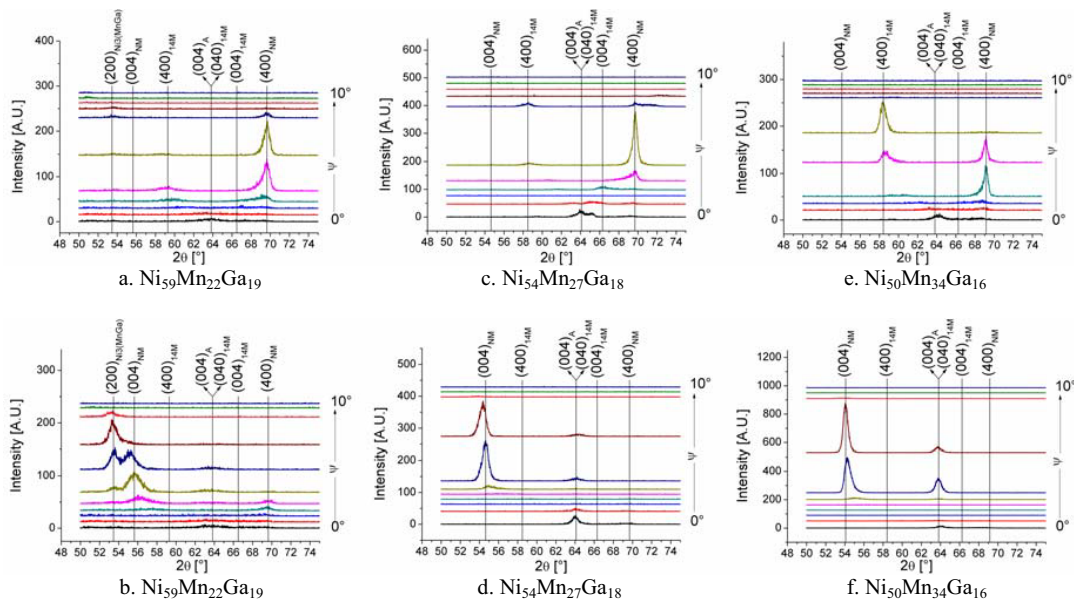 (200)Ni3(MnGa)
(004)NM
(400)14M
(004)A
(040)14M
(004)14M
(400)NM
400
300
200
100
0
Intensity [A.U.]
10°
ψ
0°
48 50 52 54 56 58 60 62 64 66 68 70 72 74
2θ [°]
a. Ni59Mn22Ga19
(004)NM
(400)14M
(004)A
(040)14M
(004)14M
(400)NM
600
500
400
300
200
100
0
Intensity [A.U.]
10°
ψ
0°
50 52 54 56 58 60 62 64 66 68 70 72 74
2θ [°]
c. Ni54Mn27Ga18
(004)NM
(400)14M
(004)A
(040)14M
(004)14M
(400)NM
300
200
100
0
Intensity [A.U.]
10°
ψ
0°
48 50 52 54 56 58 60 62 64 66 68 70 72 74
2θ [°]
e. Ni50Mn34Ga16
(200)Ni3(MnGa)
(004)NM
(400)14M
(004)A
(040)14M
(004)14M
(400)NM
300
200
100
0
Intensity [A.U.]
10°
ψ
0°
48 50 52 54 56 58 60 62 64 66 68 70 72 74
2θ [°]
b. Ni59Mn22Ga19
(004)NM
(400)14M
(004)A
(040)14M
(004)14M
(400)NM
500
400
300
200
100
0
Intensity [A.U.]
10°
ψ
0°
50 52 54 56 58 60 62 64 66 68 70 72 74
2θ [°]
d. Ni54Mn27Ga18
(004)NM
(400)14M
(004)A
(040)14M
(004)14M
(400)NM
1200
1000
800
600
400
200
0
Intensity [A.U.]
10°
ψ
0°
48 50 52 54 56 58 60 62 64 66 68 70 72 74
2θ [°]
f. Ni50Mn34Ga16